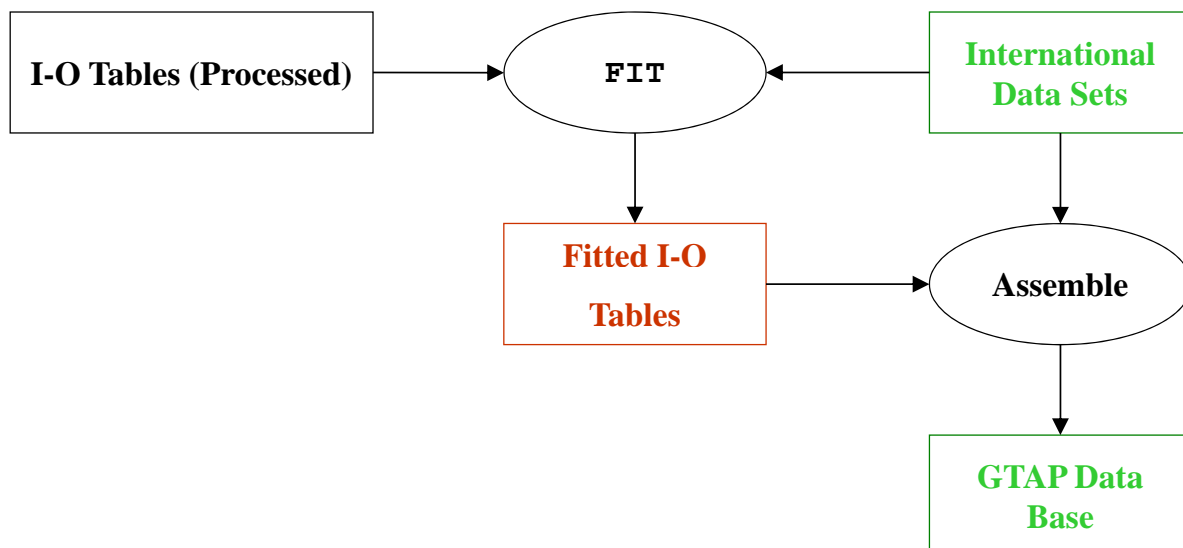 I-O Tables (Processed)
FIT
International
Data Sets
Fitted I-O
Tables
Assemble
GTAP Data
Base